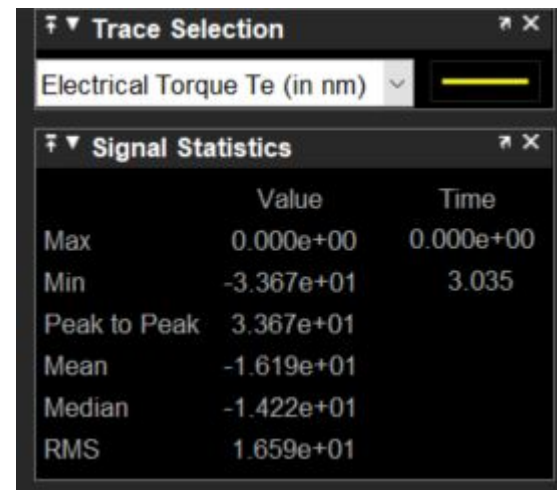 Trace Selection
Electrical Torque Te (in nm)
Signal Statistics
Value Time
Max 0.000e+00 0.000e+00
Min -3.367e+01 3.035
Peak to Peak 3.367e+01
Mean -1.619e+01
Median -1.422e+01
RMS 1.659e+01